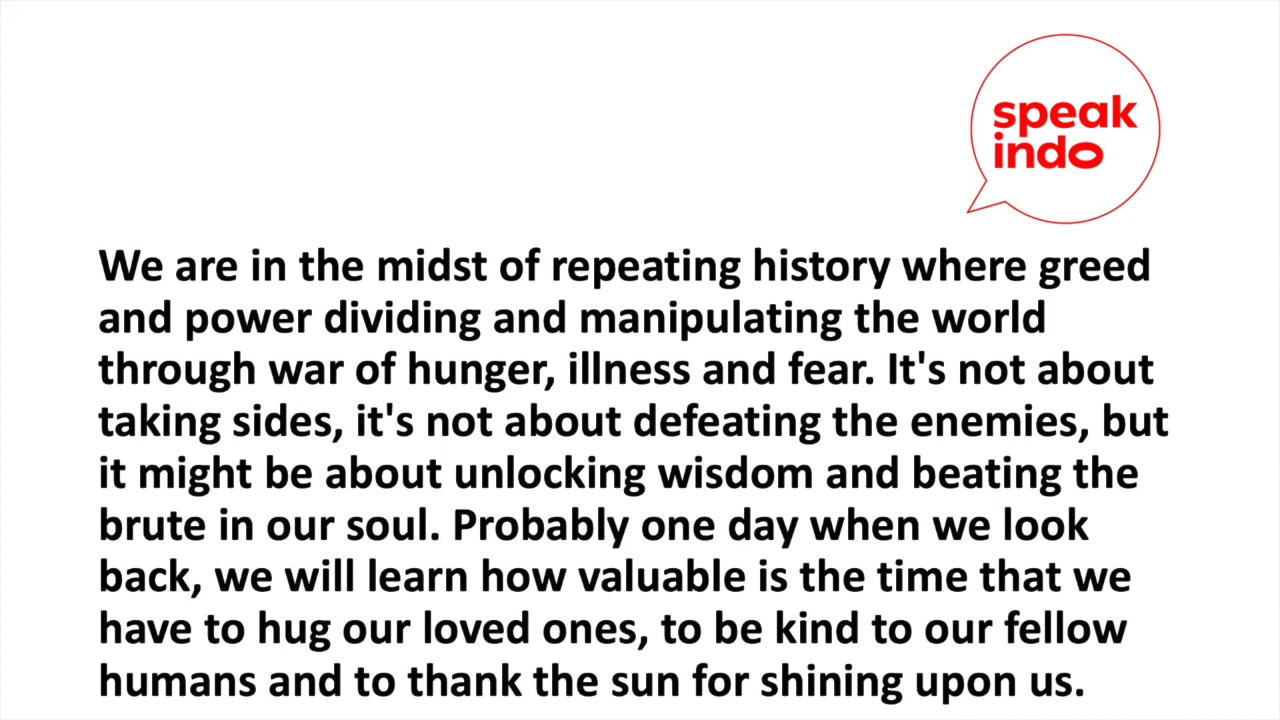 speak
indo
We are in the midst of repeating history where greed
and power dividing and manipulating the world
through war of hunger, illness and fear. It's not about
taking sides, it's not about defeating the enemies, but
it might be about unlocking wisdom and beating the
brute in our soul. Probably one day when we look
back, we will learn how valuable is the time that we
have to hug our loved ones, to be kind to our fellow
humans and to thank the sun for shining upon us.